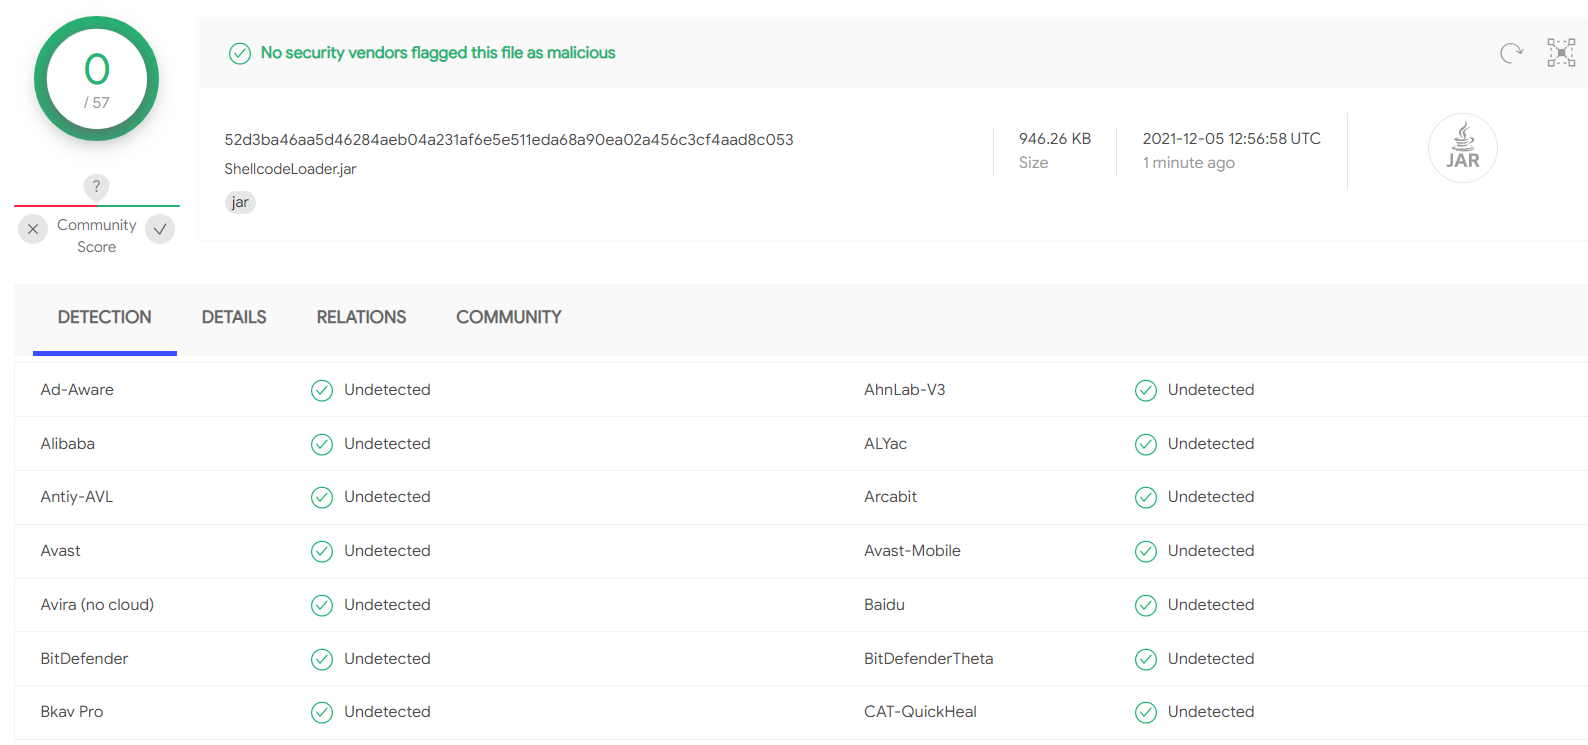 0
/ 57
No security vendors flagged this file as malicious
52d3ba46aa5d46284aeb04a231af6e5e511eda68a90ea02a456c3cf4aad8c053
ShellcodeLoader.jar
jar
946.26 KB
Size
2021-12-05 12:56:58 UTC
1 minute ago
JAR
?
Community
Score
DETECTION DETAILS RELATIONS COMMUNITY
Ad-Aware Undetected AhnLab-V3 Undetected
Alibaba Undetected ALYac Undetected
Antiy-AVL Undetected Arcabit Undetected
Avast Undetected Avast-Mobile Undetected
Avira (no cloud) Undetected Baidu Undetected
BitDefender Undetected BitDefenderTheta Undetected
Bkav Pro Undetected CAT-QuickHeal Undetected